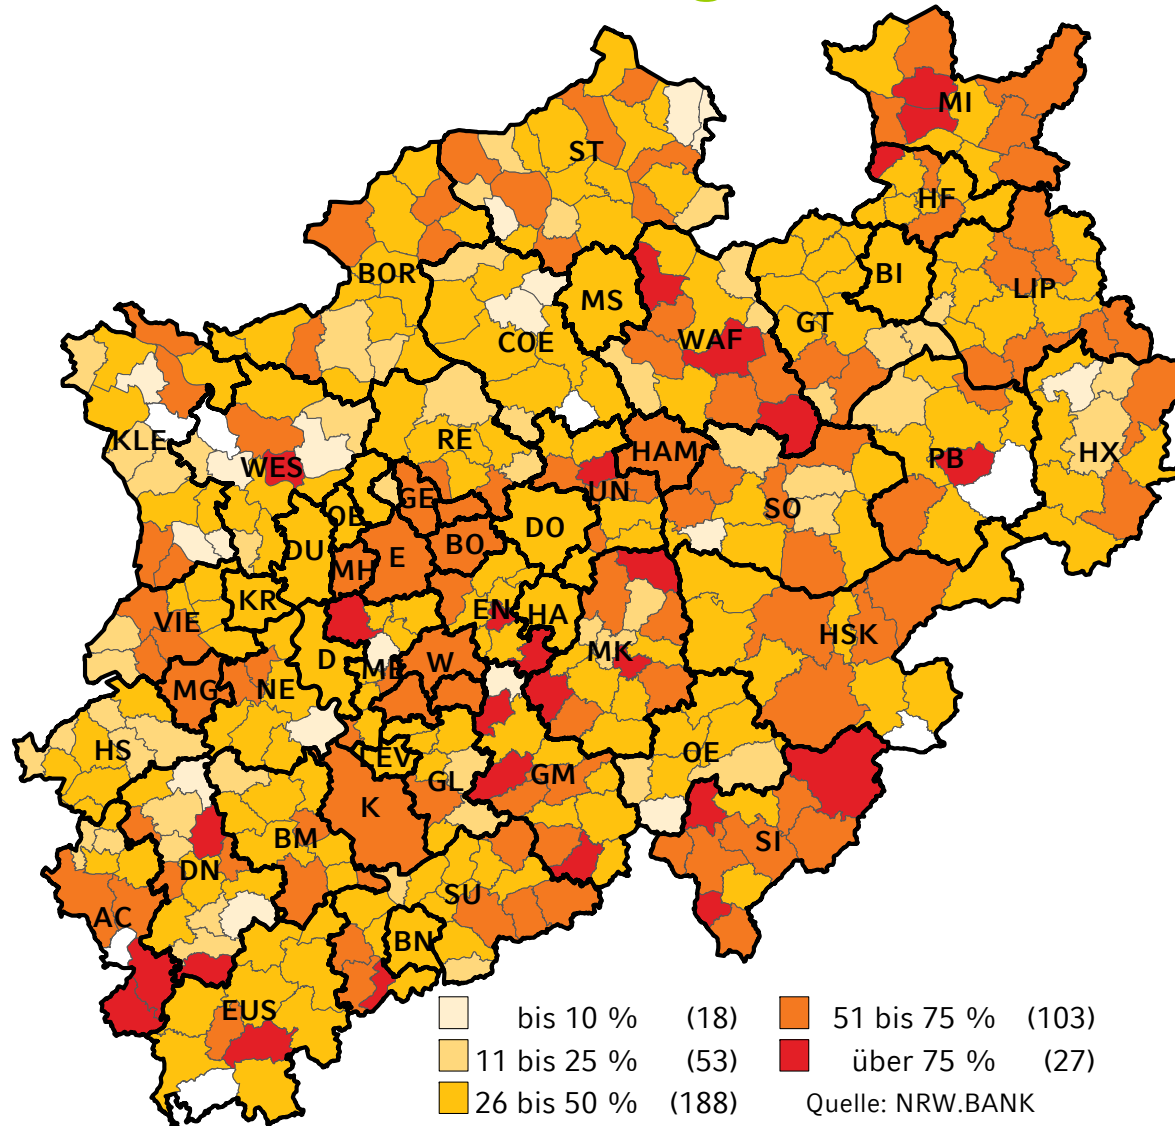 MI
ST
HF
BOR
BI
LIP
MS
GT
WAF
COE
KLE
RE
HAM
WES
PB
HX
GE
UN
SO
OB
DO
DU
BO
E
MH
KR
EN
HA
VIE
HSK
D
ME
W
MK
MG
NE
HS
LEV
OE
GL
GM
K
BM
SI
DN
SU
AC
BN
EUS
bis 10 % (18)
51 bis 75 % (103)
11 bis 25 % (53)
über 75 % (27)
26 bis 50 % (188)
Quelle: NRW.BANK